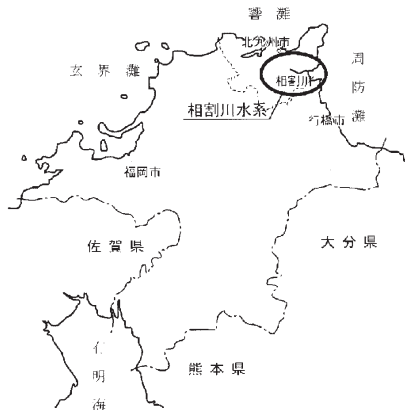 響灘
北九州市
玄界灘
周防灘
相割川
相割川水系
行橋市
福岡市
佐賀県
大分県
有明海
熊本県